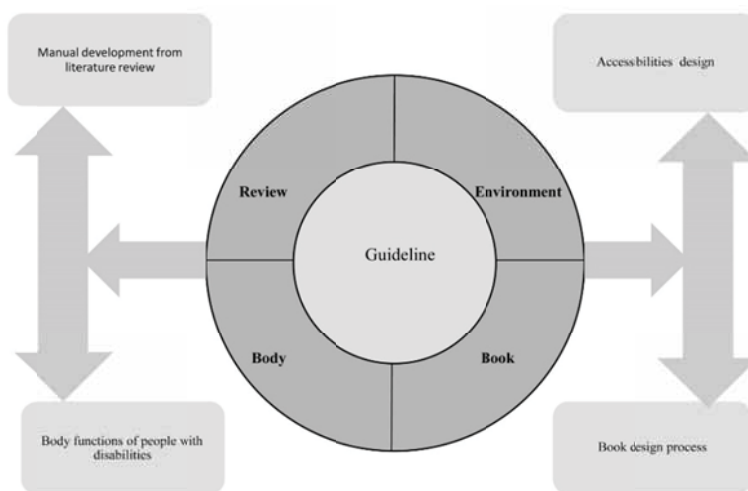 Manual development from
literature review
Accessbilities design
Review
Environment
Guideline
Body
Book
Body functions of people with
disabilities
Book design process